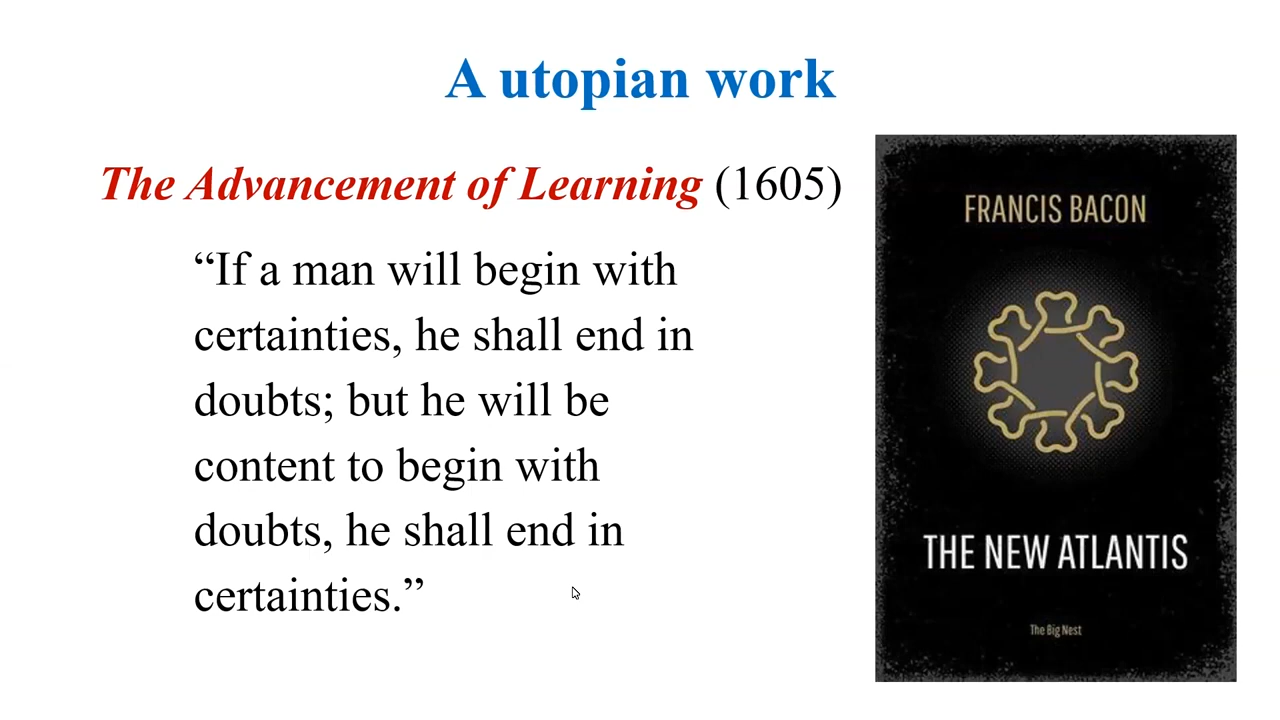 A utopian work
The Advancement of Learning (1605)
“If a man will begin with
certainties, he shall end in
doubts; but he will be
content to begin with
doubts, he shall end in
certainties.”
FRANCIS BACON
THE NEW ATLANTIS
The Big Nest